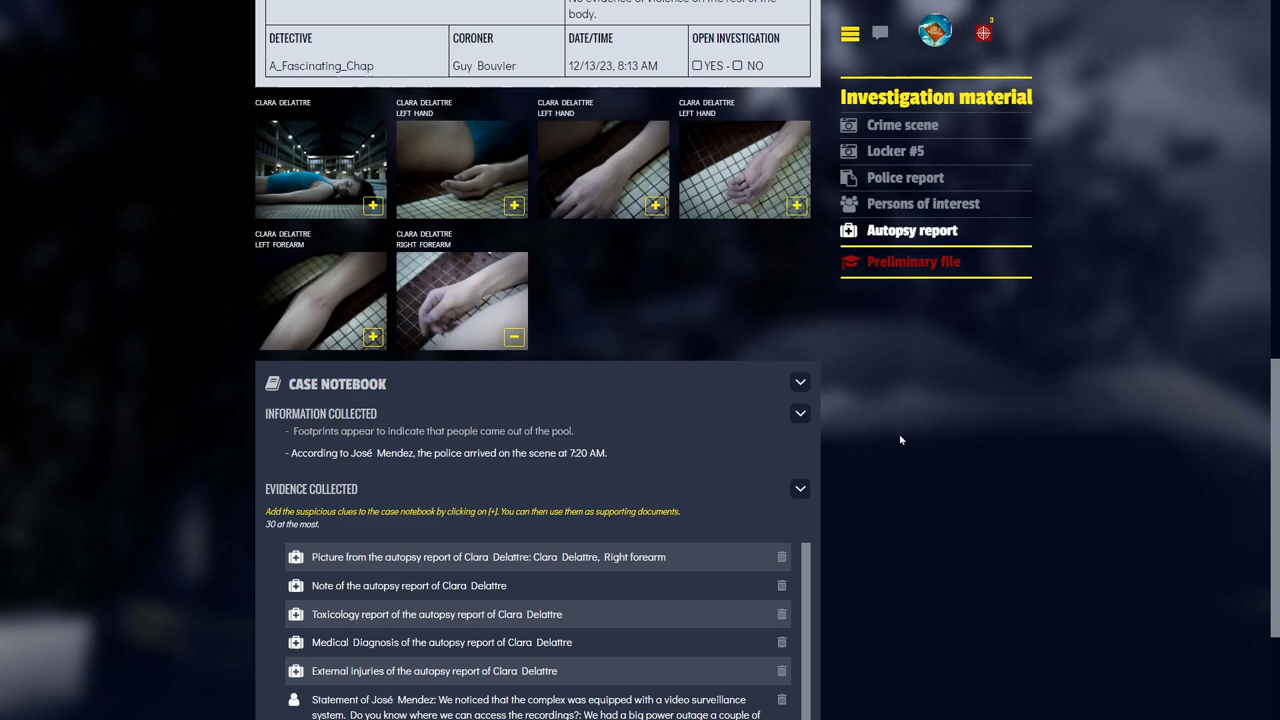 No evidence of violence on the rest of the
body.
DETECTIVE
CORONER
DATE/TIME
OPEN INVESTIGATION
A_Fascinating_Chap
Guy Bouvier
12/13/23, 8:13 AM
YES - NO
3
Investigation material
Crime scene
Locker #5
Police report
Persons of interest
Autopsy report
Preliminary file
CLARA DELATTRE
CLARA DELATTRE
LEFT HAND
CLARA DELATTRE
LEFT HAND
CLARA DELATTRE
LEFT HAND
CLARA DELATTRE
LEFT FOREARM
CLARA DELATTRE
RIGHT FOREARM
CASE NOTEBOOK
INFORMATION COLLECTED
- Footprints appear to indicate that people came out of the pool.
- According to José Mendez, the police arrived on the scene at 7:20 AM.
EVIDENCE COLLECTED
Add the suspicious clues to the case notebook by clicking on [+]. You can then use them as supporting documents.
30 at the most.
Picture from the autopsy report of Clara Delattre: Clara Delattre, Right forearm
Note of the autopsy report of Clara Delattre
Toxicology report of the autopsy report of Clara Delattre
Medical Diagnosis of the autopsy report of Clara Delattre
External injuries of the autopsy report of Clara Delattre
Statement of José Mendez: We noticed that the complex was equipped with a video surveillance
system. Do you know where we can access the recordings?: We had a big power outage a couple of